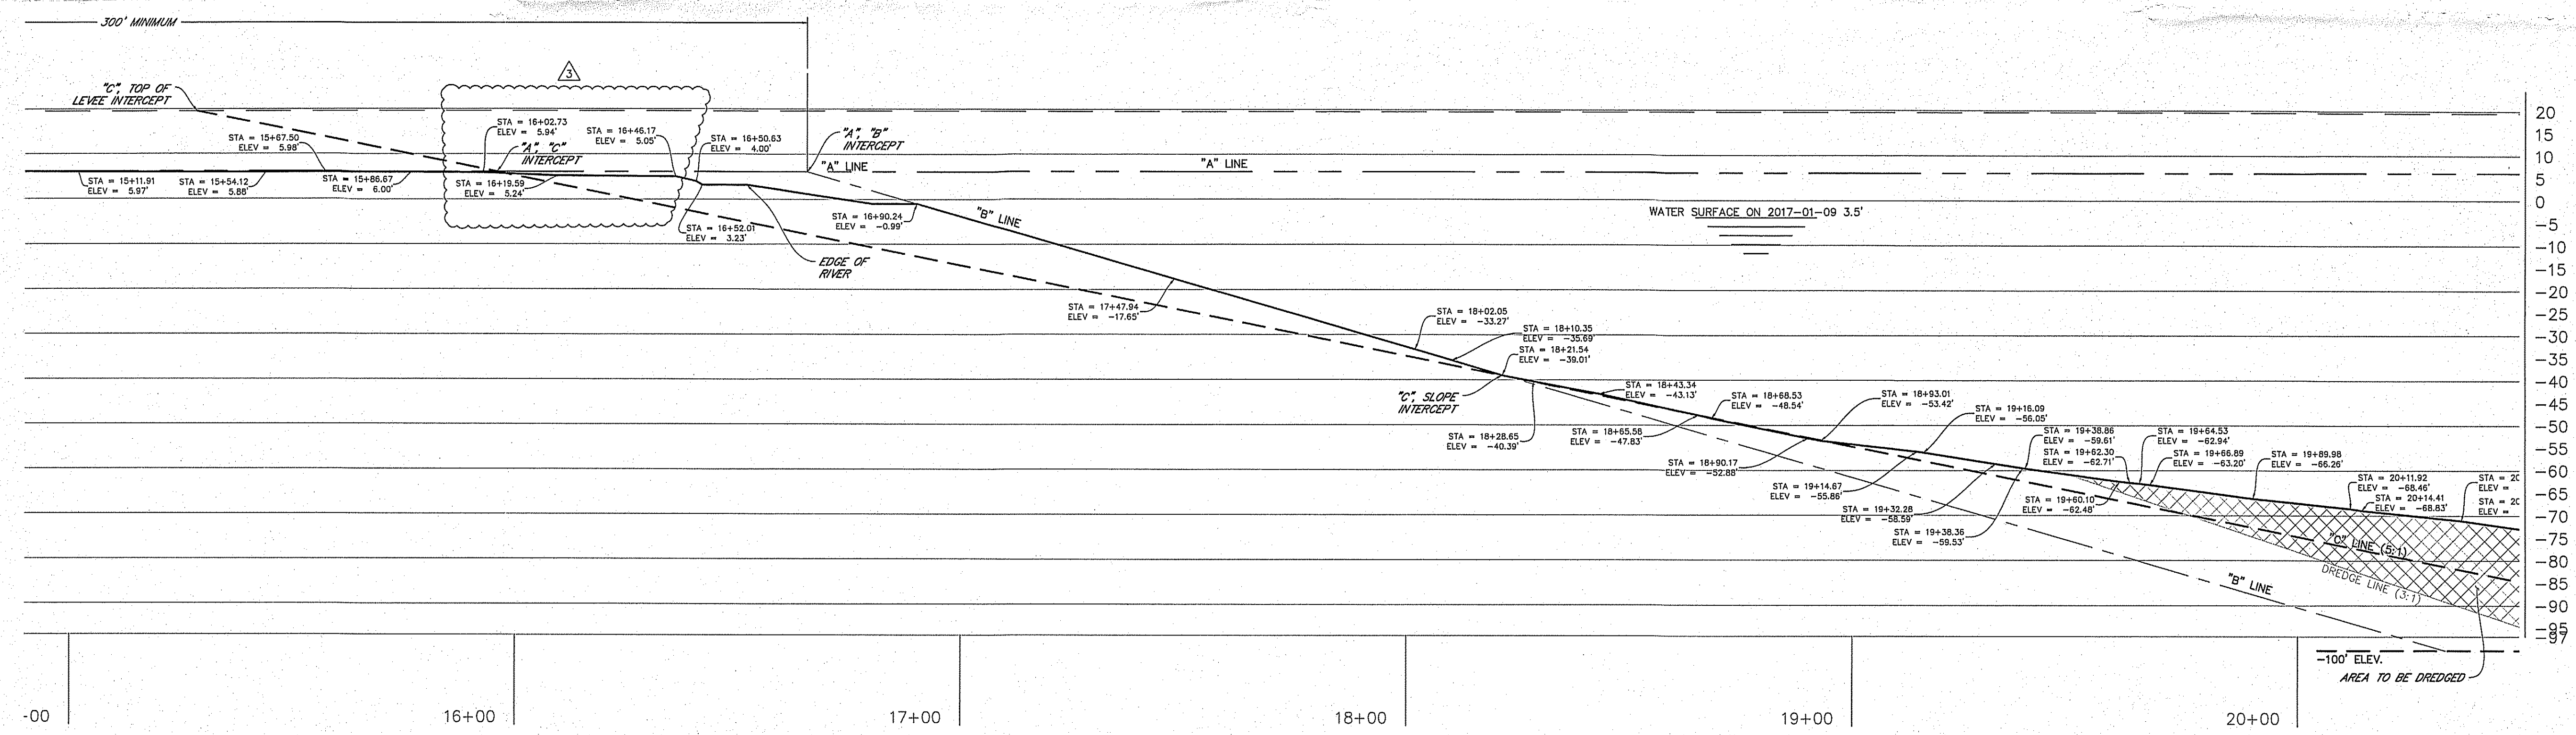 300' MINIMUM
3
"C", TOP OF
LEVEE INTERCEPT
STA = 15+67.50
ELEV = 5.98'
STA = 16+02.73
ELEV = 5.94'
"A", "C"
INTERCEPT
STA = 16+46.17
ELEV = 5.05'
STA = 16+50.63
ELEV = 4.00'
"A", "B"
INTERCEPT
"A" LINE
"A" LINE
STA = 15+11.91
ELEV = 5.97'
STA = 15+54.12
ELEV = 5.88'
STA = 15+86.67
ELEV = 6.00'
STA = 16+19.59
ELEV = 5.24'
STA = 16+52.01
ELEV = 3.23'
STA = 16+90.24
ELEV = -0.99'
"B" LINE
EDGE OF
RIVER
WATER SURFACE ON 2017-01-09 3.5'
STA = 17+47.94
ELEV = -17.65'
STA = 18+02.05
ELEV = -33.27'
STA = 18+10.35
ELEV = -35.69'
STA = 18+21.54
ELEV = -39.01'
"C", SLOPE
INTERCEPT
STA = 18+28.65
ELEV = -40.39'
STA = 18+43.34
ELEV = -43.13'
STA = 18+65.58
ELEV = -47.83'
STA = 18+68.53
ELEV = -48.54'
STA = 18+90.17
ELEV = -52.88'
STA = 18+93.01
ELEV = -53.42'
STA = 19+14.67
ELEV = -55.86'
STA = 19+16.09
ELEV = -56.05'
STA = 19+32.28
ELEV = -58.59'
STA = 19+38.36
ELEV = -59.53'
STA = 19+38.86
ELEV = -59.61'
STA = 19+62.30
ELEV = -62.71'
STA = 19+60.10
ELEV = -62.48'
STA = 19+64.53
ELEV = -62.94'
STA = 19+66.89
ELEV = -63.20'
STA = 19+89.98
ELEV = -66.26'
STA = 20+11.92
ELEV = -68.46'
STA = 20+14.41
ELEV = -68.83'
STA = 20
ELEV =
STA = 20
ELEV =
"C" LINE (5:1)
DREDGE LINE (3:1)
"B" LINE
-100' ELEV.
AREA TO BE DREDGED
20
15
10
5
0
-5
-10
-15
-20
-25
-30
-35
-40
-45
-50
-55
-60
-65
-70
-75
-80
-85
-90
-95
-97
-00
16+00
17+00
18+00
19+00
20+00